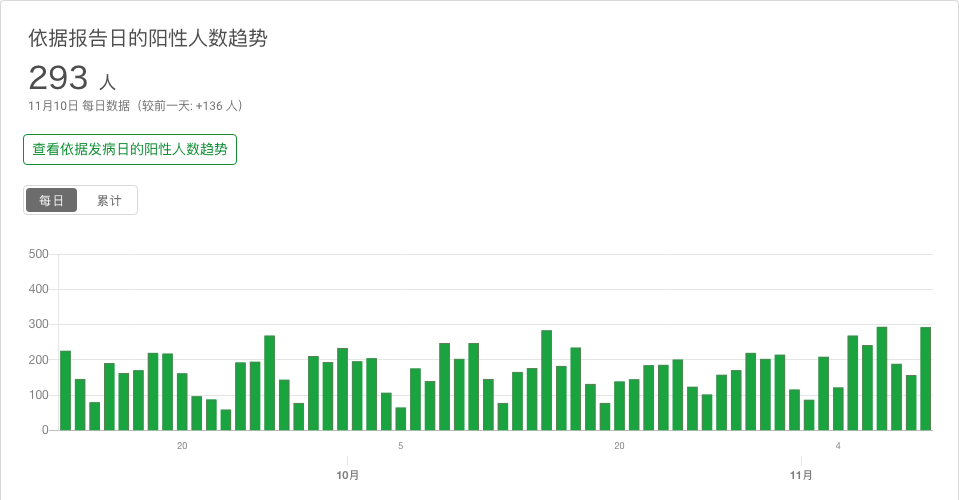 依据报告日的阳性人数趋势
293 人
11月10日 每日数据（较前一天: +136 人）
查看依据发病日的阳性人数趋势
每日 累计
500
400
300
200
100
0
20 5 20 4
10月 11月